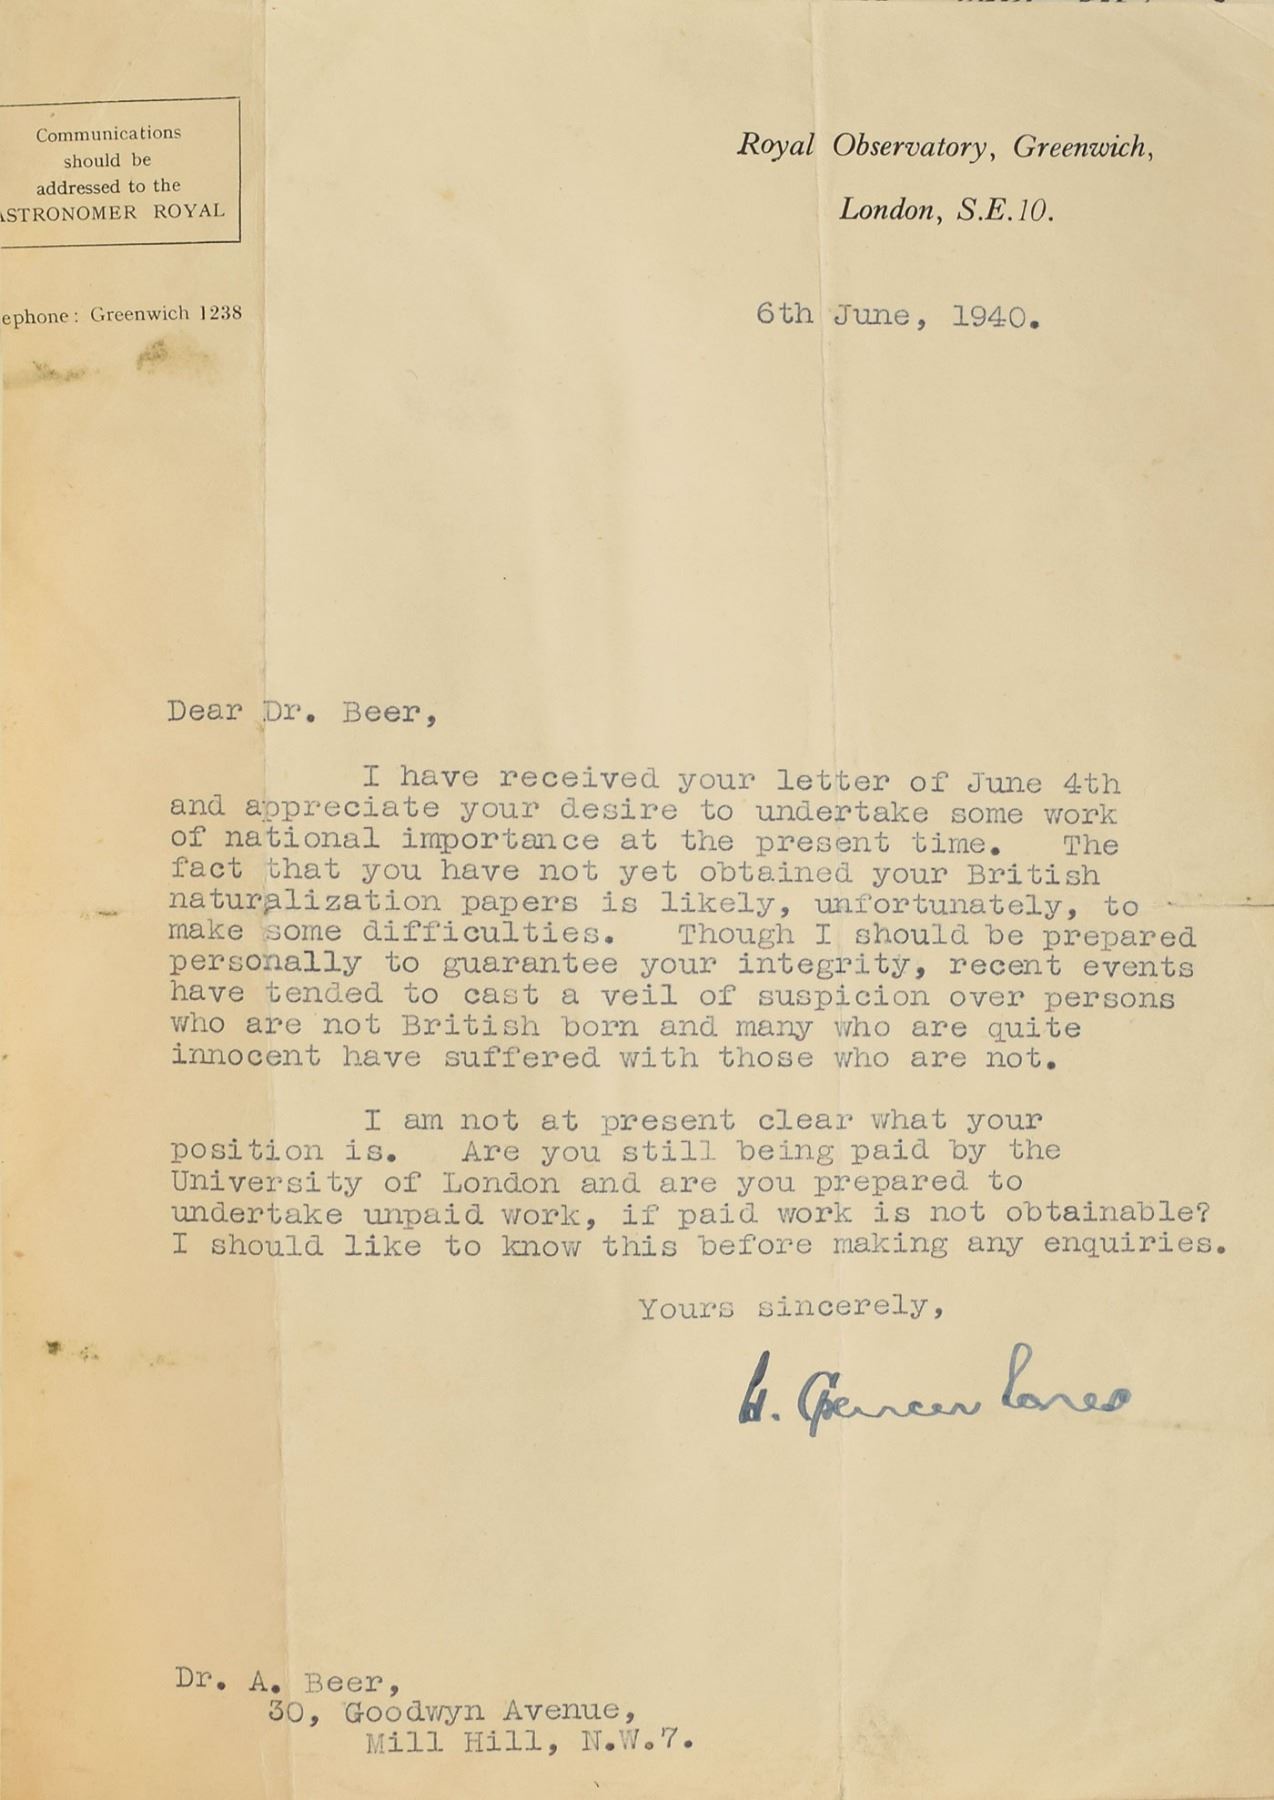 Communications
should be
addressed to the
ASTRONOMER ROYAL
ephone: Greenwich 1238
Royal Observatory, Greenwich,
London, S.E.10.
6th June, 1940.
Dear Dr. Beer,
I have received your letter of June 4th
and appreciate your desire to undertake some work
of national importance at the present time. The
fact that you have not yet obtained your British
naturalization papers is likely, unfortunately, to
make some difficulties. Though I should be prepared
personally to guarantee your integrity, recent events
have tended to cast a veil of suspicion over persons
who are not British born and many who are quite
innocent have suffered with those who are not.
I am not at present clear what your
position is. Are you still being paid by the
University of London and are you prepared to
undertake unpaid work, if paid work is not obtainable?
I should like to know this before making any enquiries.
Yours sincerely,
H. Spencer Jones
Dr. A. Beer,
30, Goodwyn Avenue,
Mill Hill, N.W.7.